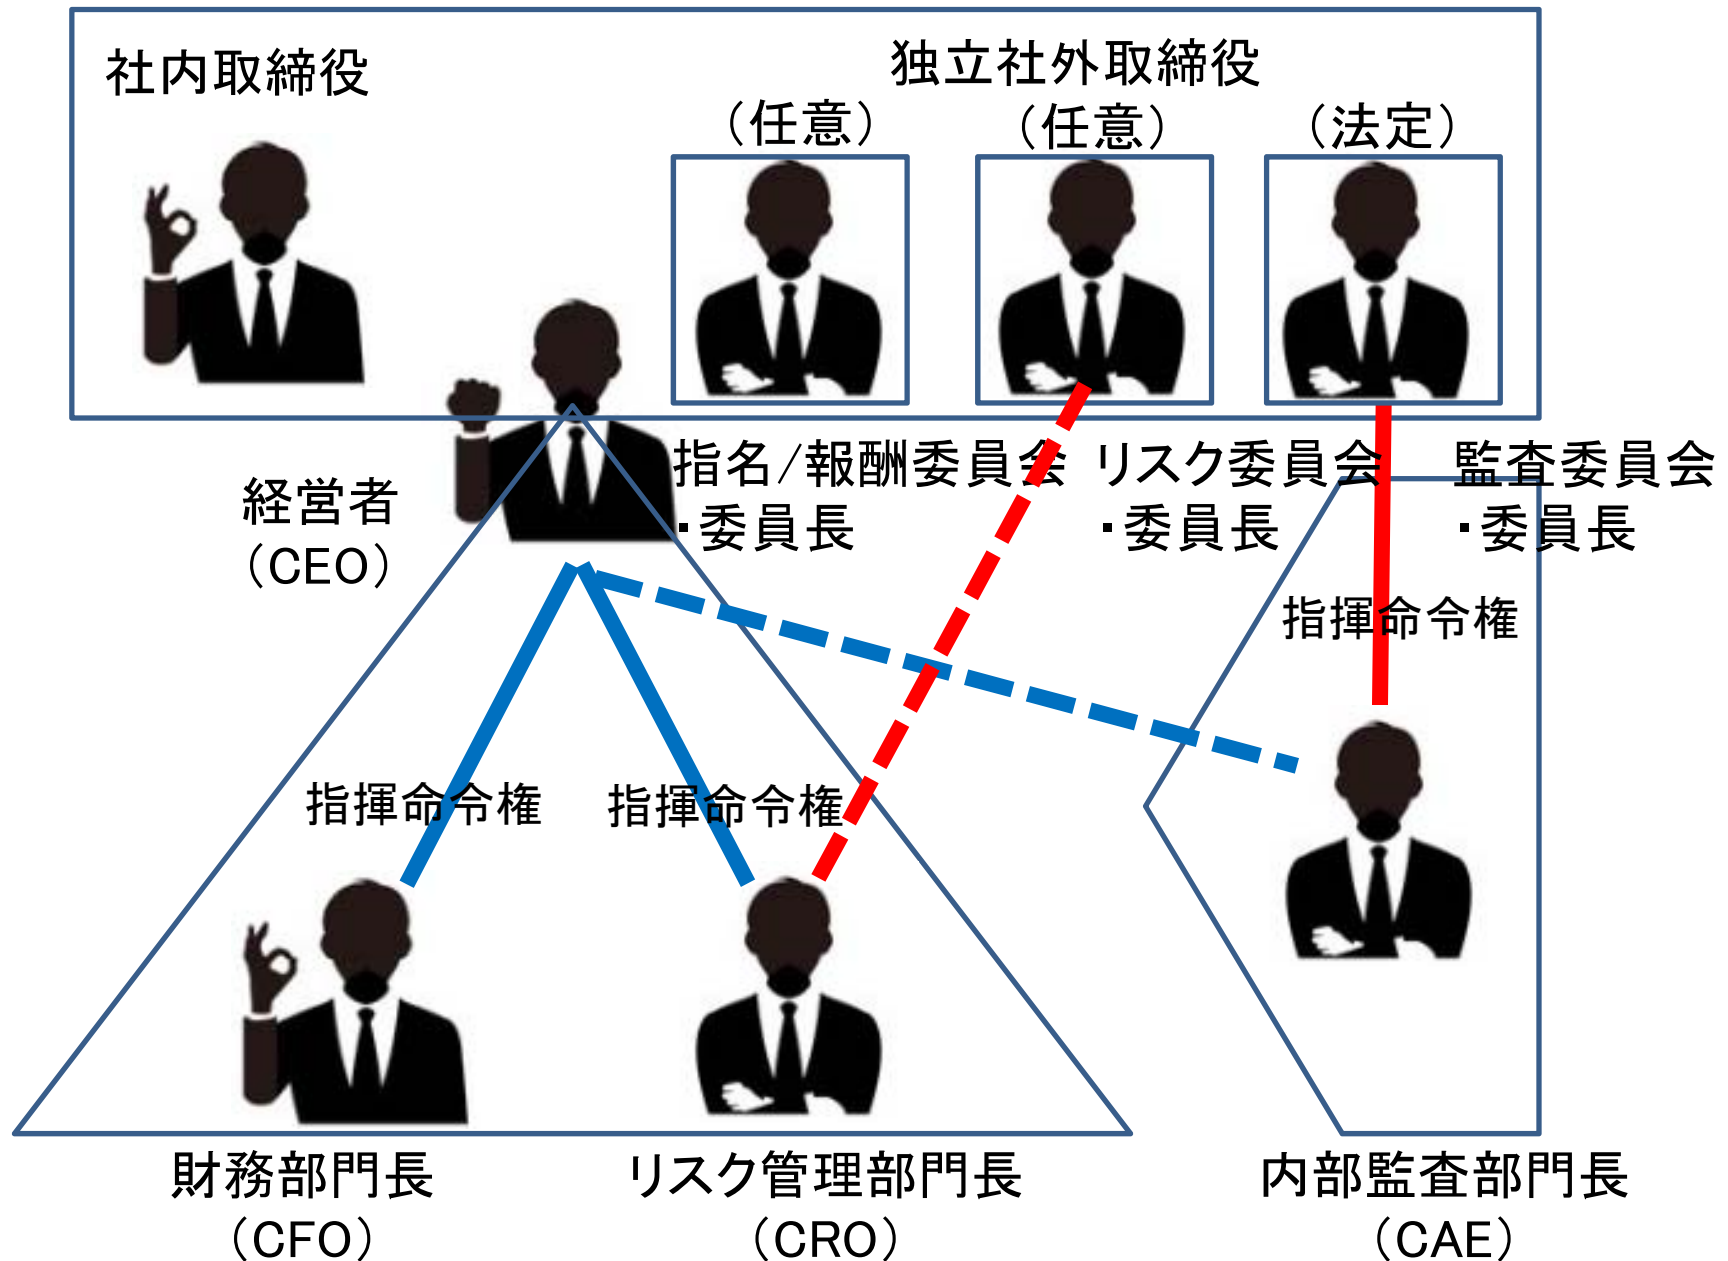 社内取締役
独立社外取締役
（任意）
（任意）
（法定）
指名/報酬委員会
・委員長
リスク委員会
・委員長
監査委員会
・委員長
経営者
（CEO）
指揮命令権
指揮命令権
指揮命令権
財務部門長
（CFO）
リスク管理部門長
（CRO）
内部監査部門長
（CAE）